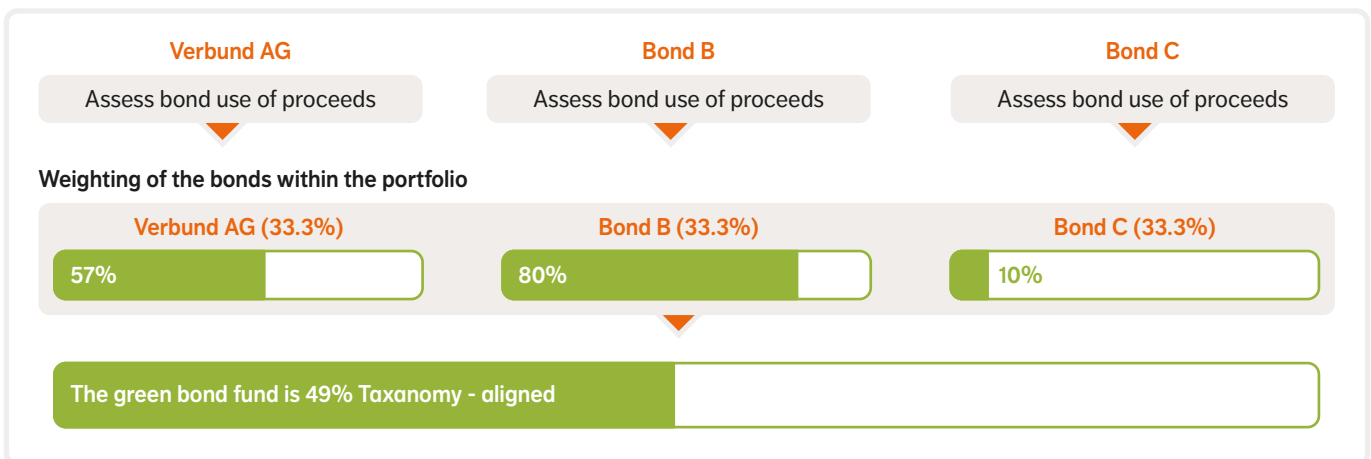 Verbund AG
Bond B
Bond C
Assess bond use of proceeds
Assess bond use of proceeds
Assess bond use of proceeds
Weighting of the bonds within the portfolio
Verbund AG (33.3%)
Bond B (33.3%)
Bond C (33.3%)
57%
80%
10%
The green bond fund is 49% Taxanomy - aligned